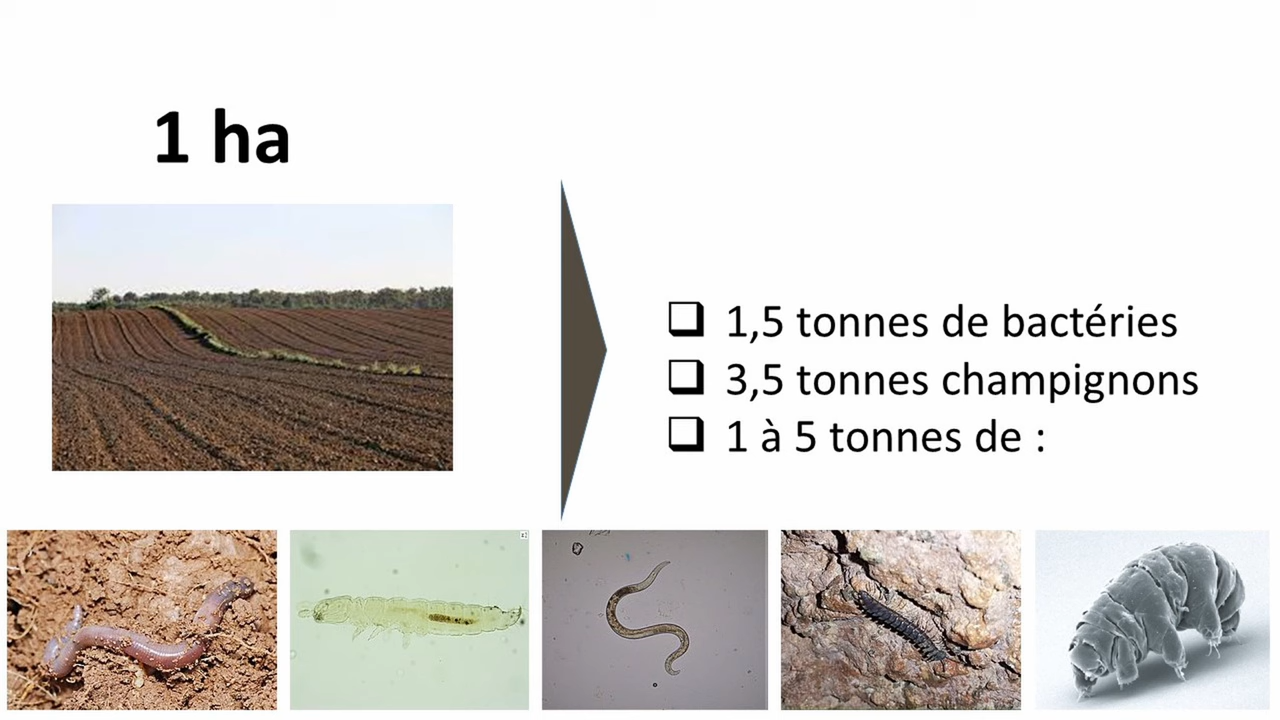 1 ha
1,5 tonnes de bactéries
3,5 tonnes champignons
1 à 5 tonnes de :